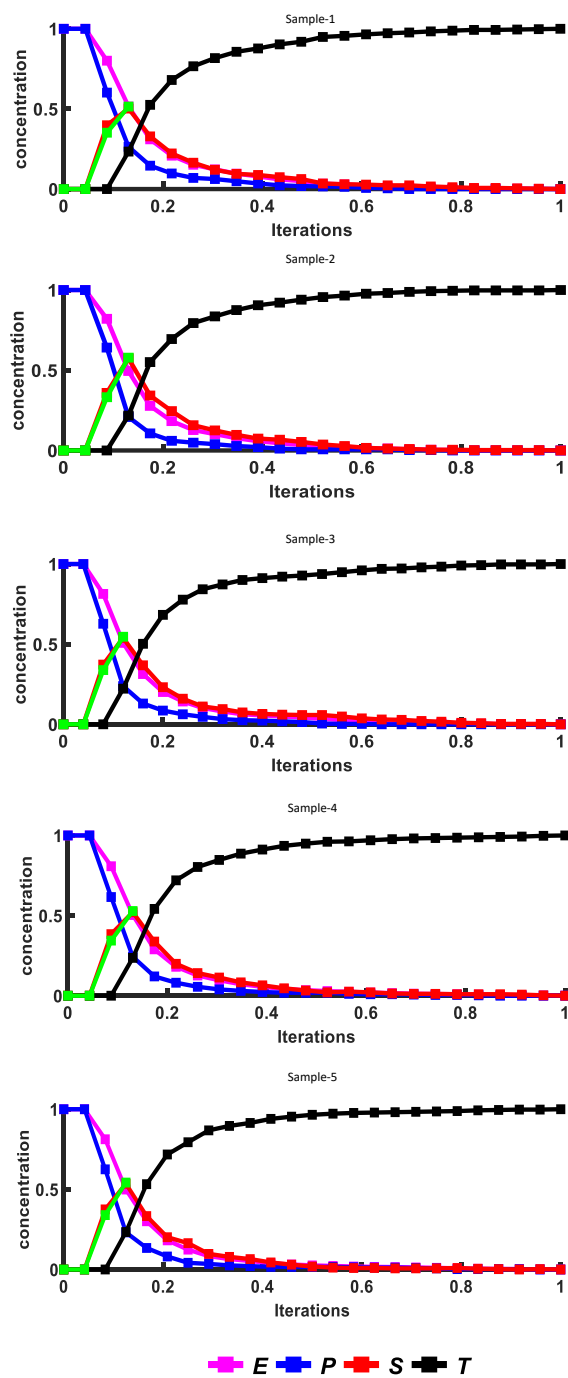 Sample-1
1
0.5
0
concentration
0 0.2 0.4 0.6 0.8 1
Iterations
Sample-2
1
0.5
0
concentration
0 0.2 0.4 0.6 0.8 1
Iterations
Sample-3
1
0.5
0
concentration
0 0.2 0.4 0.6 0.8 1
Iterations
Sample-4
1
0.5
0
concentration
0 0.2 0.4 0.6 0.8 1
Iterations
Sample-5
1
0.5
0
concentration
0 0.2 0.4 0.6 0.8 1
Iterations
E P S T